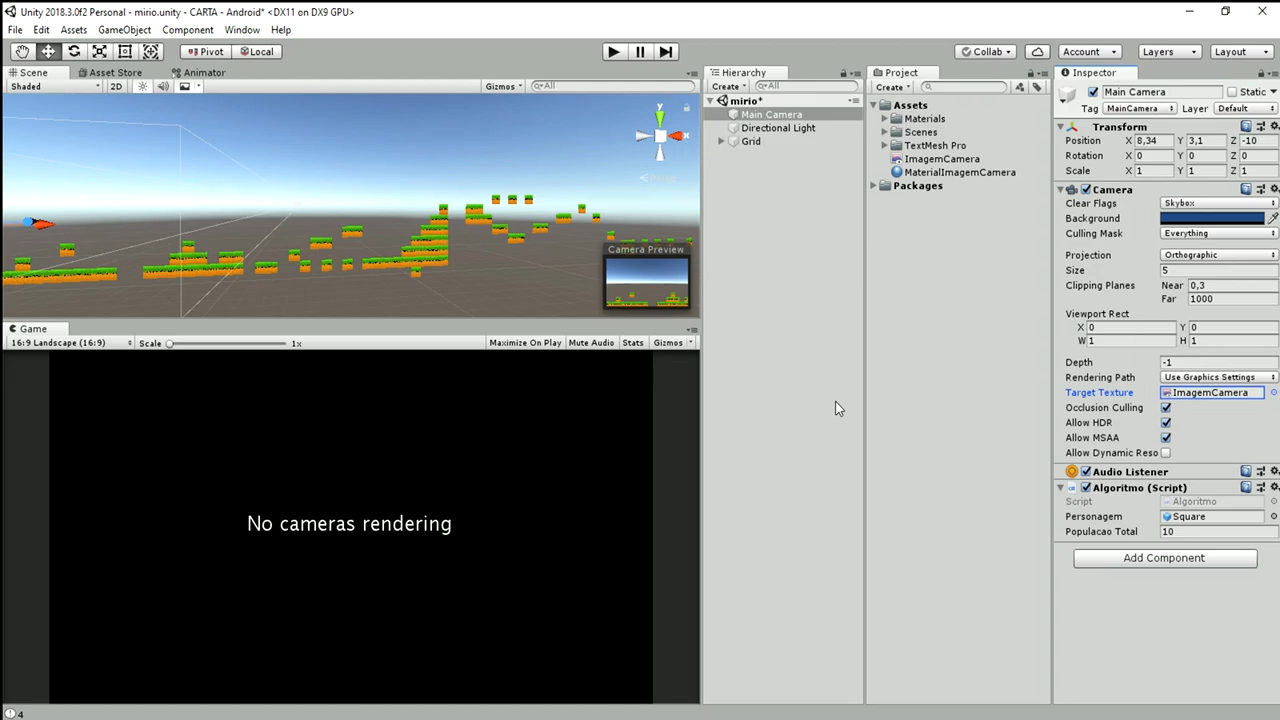 Unity 2018.3.0f2 Personal - mirio.unity - CARTA - Android* <DX11 on DX9 GPU>
File Edit Assets GameObject Component Window Help
Pivot Local Collab Account Layers Layout
Scene Asset Store Animator
Shaded 2D Gizmos All
y
x
Camera Preview
Game
16:9 Landscape (16:9) Scale 1x Maximize On Play Mute Audio Stats Gizmos
No cameras rendering
4
Hierarchy
Create All
mirio*
Main Camera
Directional Light
Grid
Project
Create
Assets
Materials
Scenes
TextMesh Pro
ImagemCamera
MaterialImagemCamera
Packages
Inspector
Main Camera Static
Tag MainCamera Layer Default
Transform
Position X 8,34 Y 3,1 Z -10
Rotation X 0 Y 0 Z 0
Scale X 1 Y 1 Z 1
Camera
Clear Flags Skybox
Background
Culling Mask Everything
Projection Orthographic
Size 5
Clipping Planes Near 0,3
Far 1000
Viewport Rect
X 0 Y 0
W 1 H 1
Depth -1
Rendering Path Use Graphics Settings
Target Texture ImagemCamera
Occlusion Culling
Allow HDR
Allow MSAA
Allow Dynamic Reso
Audio Listener
Algoritmo (Script)
Script Algoritmo
Personagem Square
Populacao Total 10
Add Component